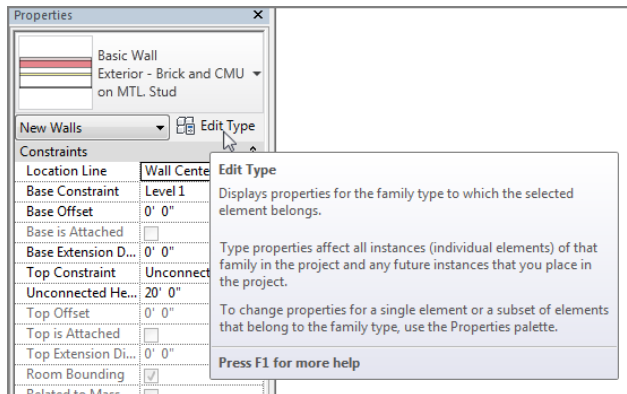 Properties
Basic Wall
Exterior - Brick and CMU
on MTL. Stud
New Walls
Edit Type
Constraints
Location Line Wall Cente
Base Constraint Level 1
Base Offset 0' 0"
Base is Attached
Base Extension D... 0' 0"
Top Constraint Unconnect
Unconnected He... 20' 0"
Top Offset 0' 0"
Top is Attached
Top Extension Di... 0' 0"
Room Bounding
Related to Mass
Edit Type
Displays properties for the family type to which the selected
element belongs.
Type properties affect all instances (individual elements) of that
family in the project and any future instances that you place in
the project.
To change properties for a single element or a subset of elements
that belong to the family type, use the Properties palette.
Press F1 for more help